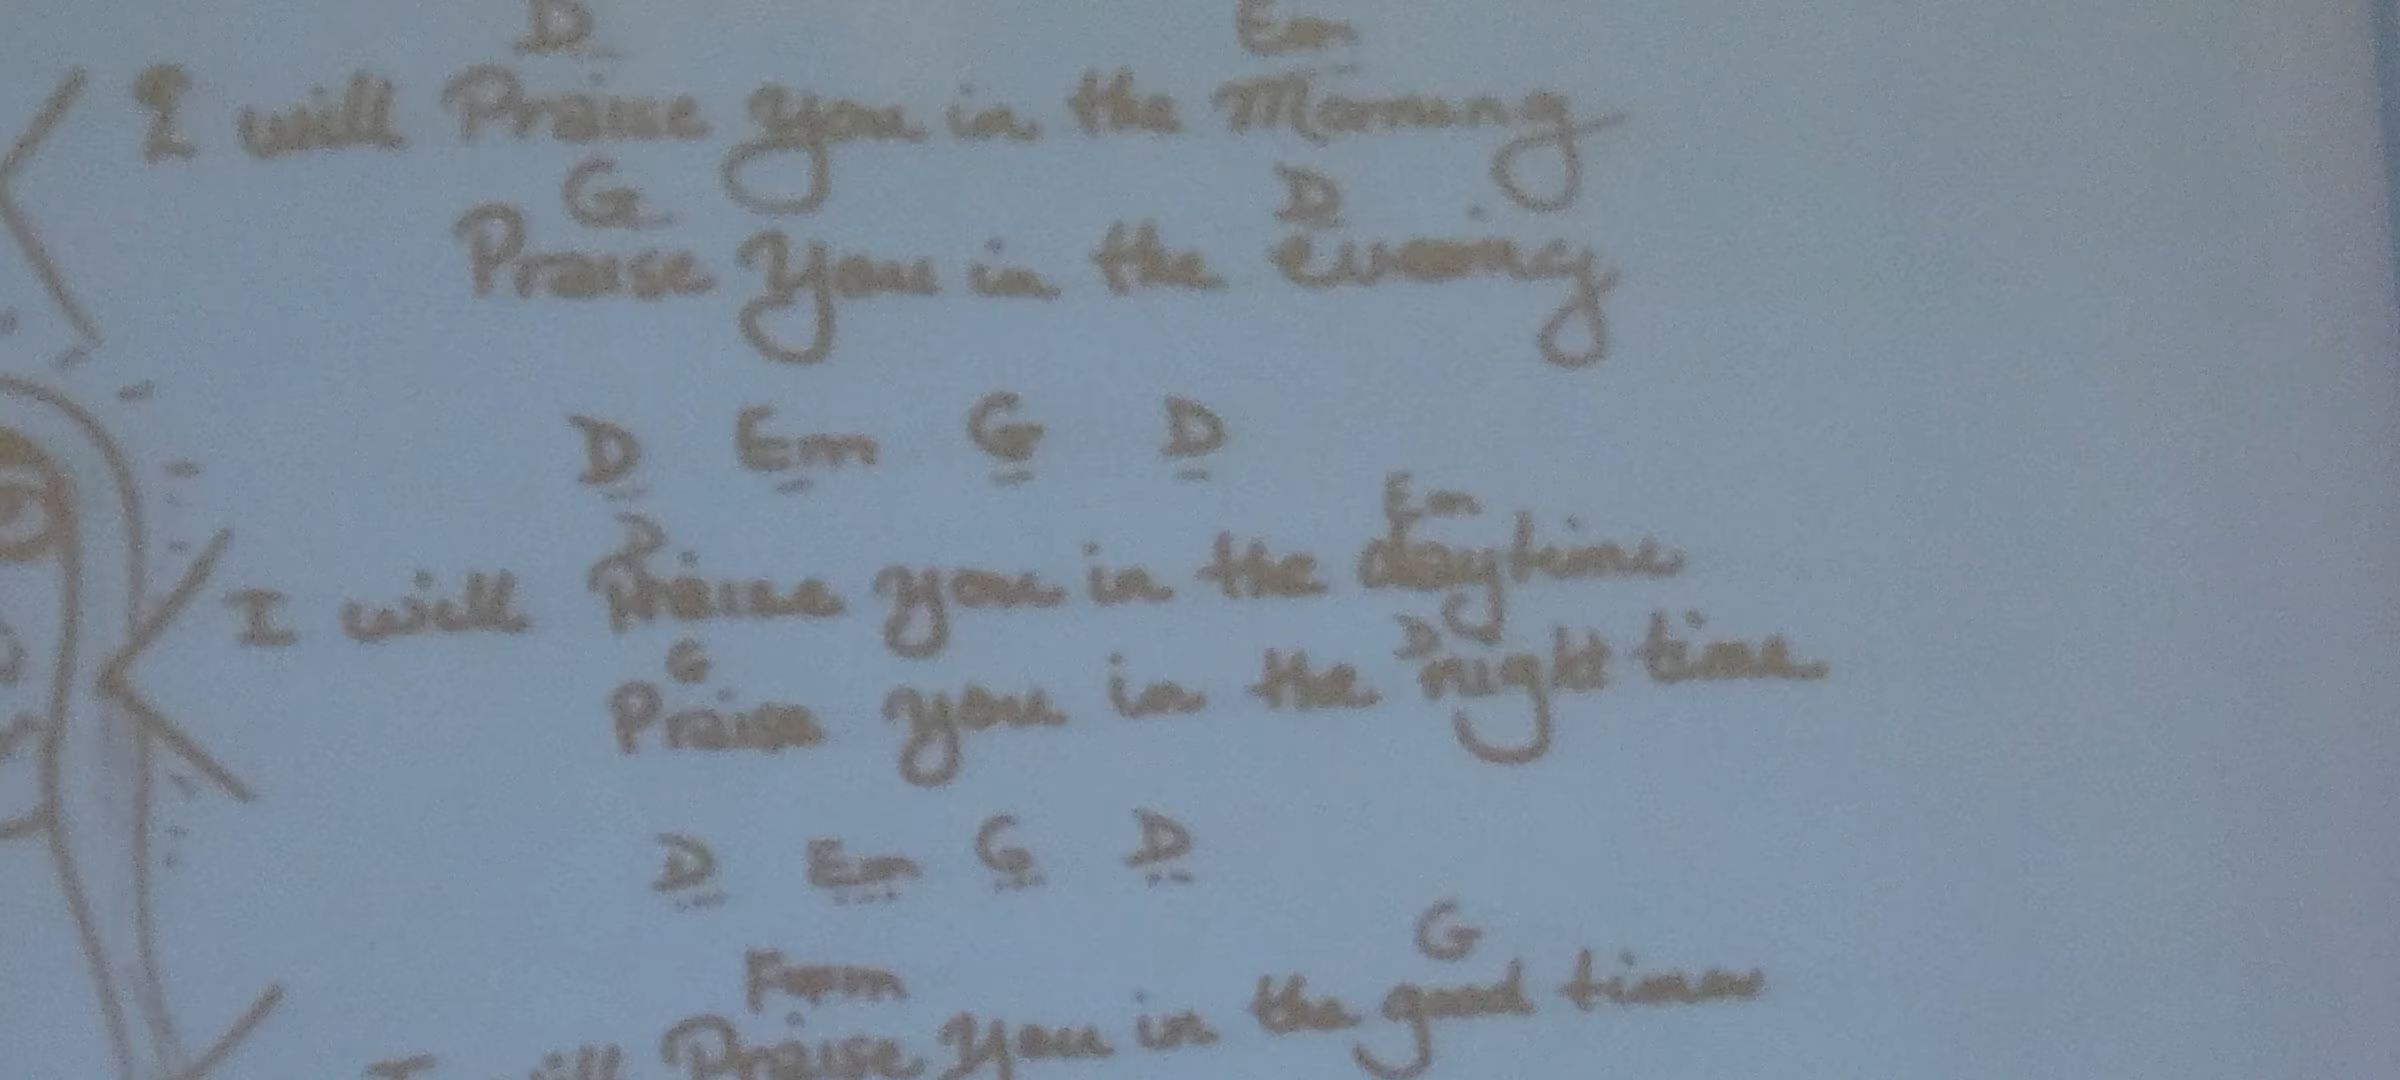 D Em
I will Praise you in the Morning
G D
Praise you in the evening
D Em G D
D Em
I will Praise you in the daytime
G D
Praise you in the night time
D Em G D
G
I will Praise you in the good times